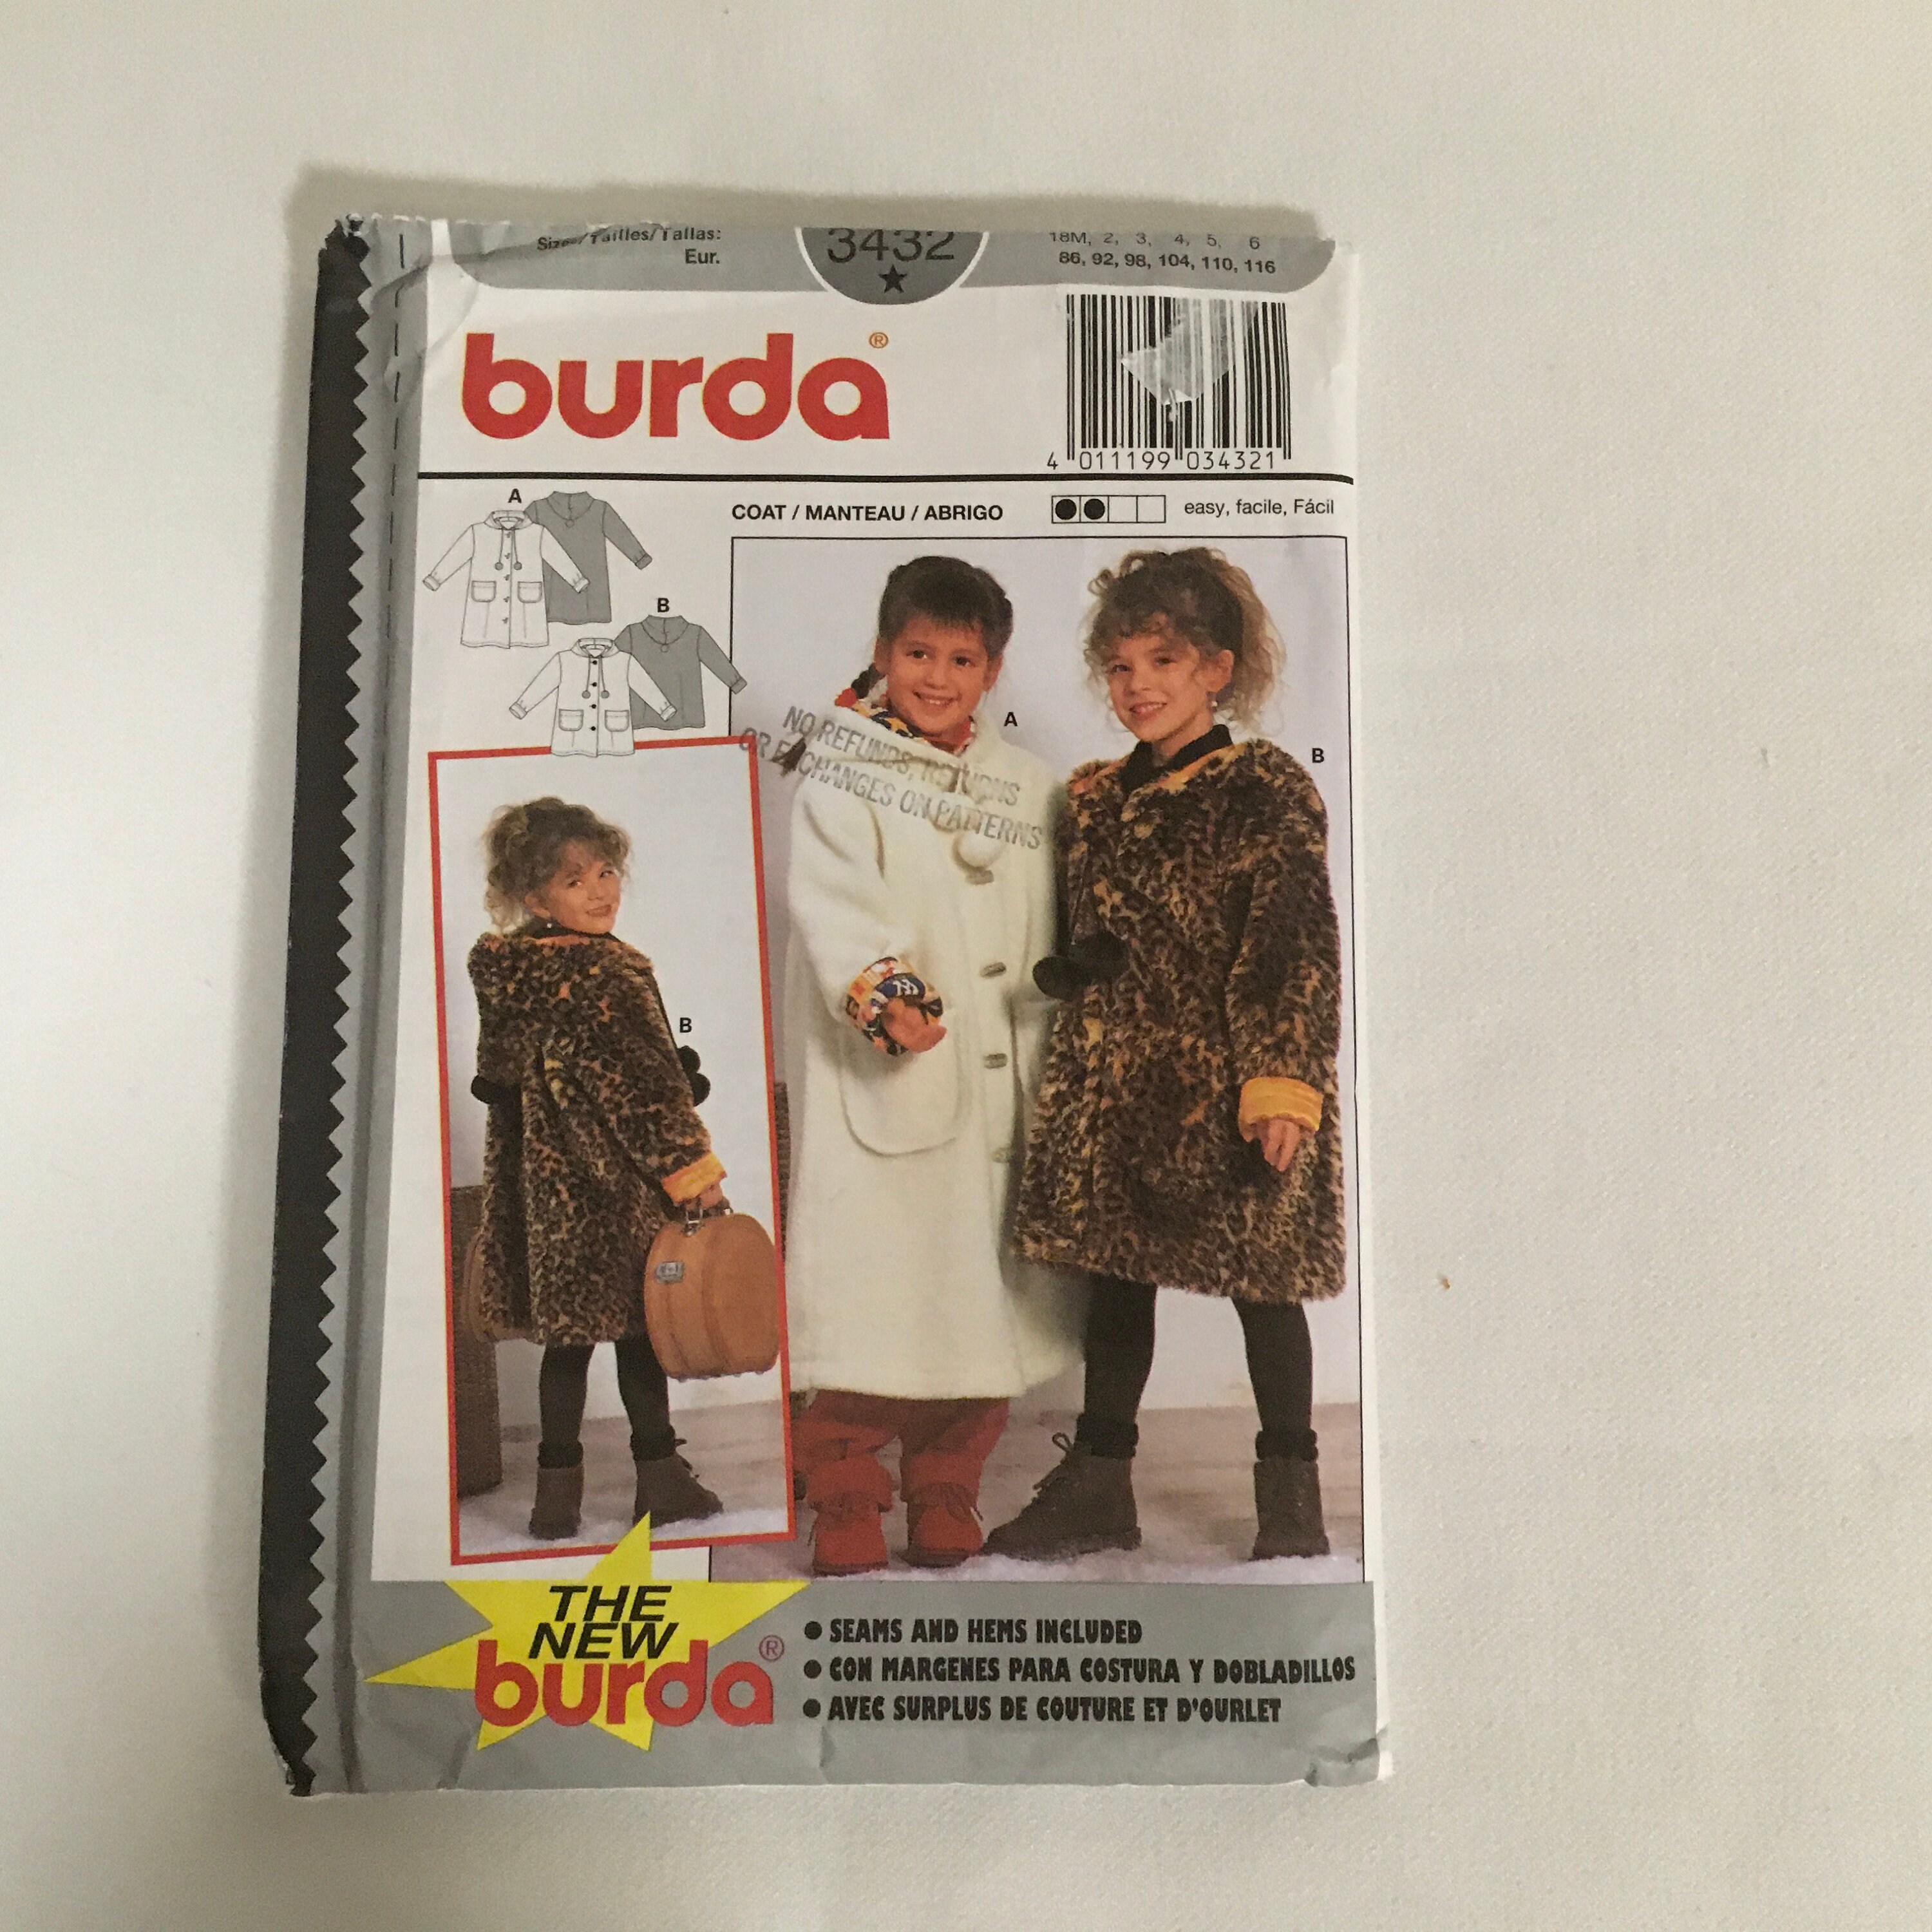 Sizes/Tailles/Tallas:
Eur.
3432
18M, 2, 3, 4, 5, 6
86, 92, 98, 104, 110, 116
burda®
4 011199 034321
COAT / MANTEAU / ABRIGO
easy, facile, Fácil
A
B
A
B
B
NO REFUNDS, RETURNS
OR EXCHANGES ON PATTERNS
THE
NEW
burda®
● SEAMS AND HEMS INCLUDED
● CON MARGENES PARA COSTURA Y DOBLADILLOS
● AVEC SURPLUS DE COUTURE ET D'OURLET